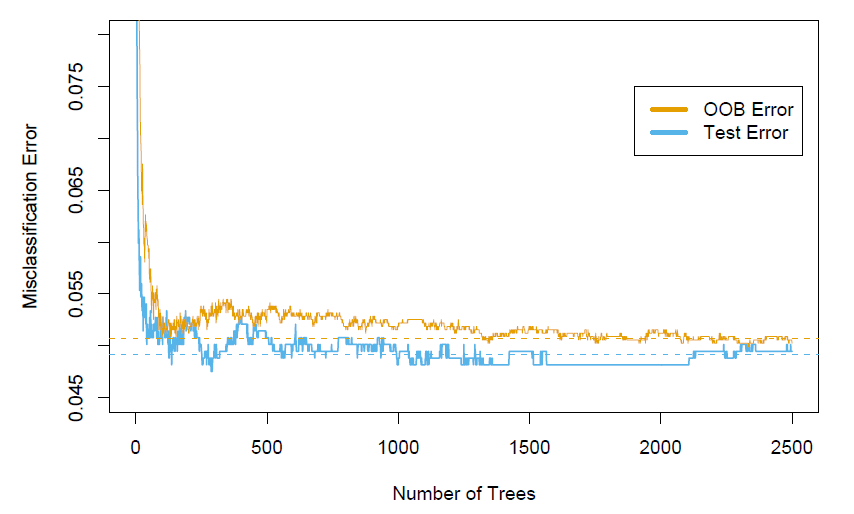 0.075
0.065
0.055
0.045
Misclassification Error
OOB Error
Test Error
0 500 1000 1500 2000 2500
Number of Trees